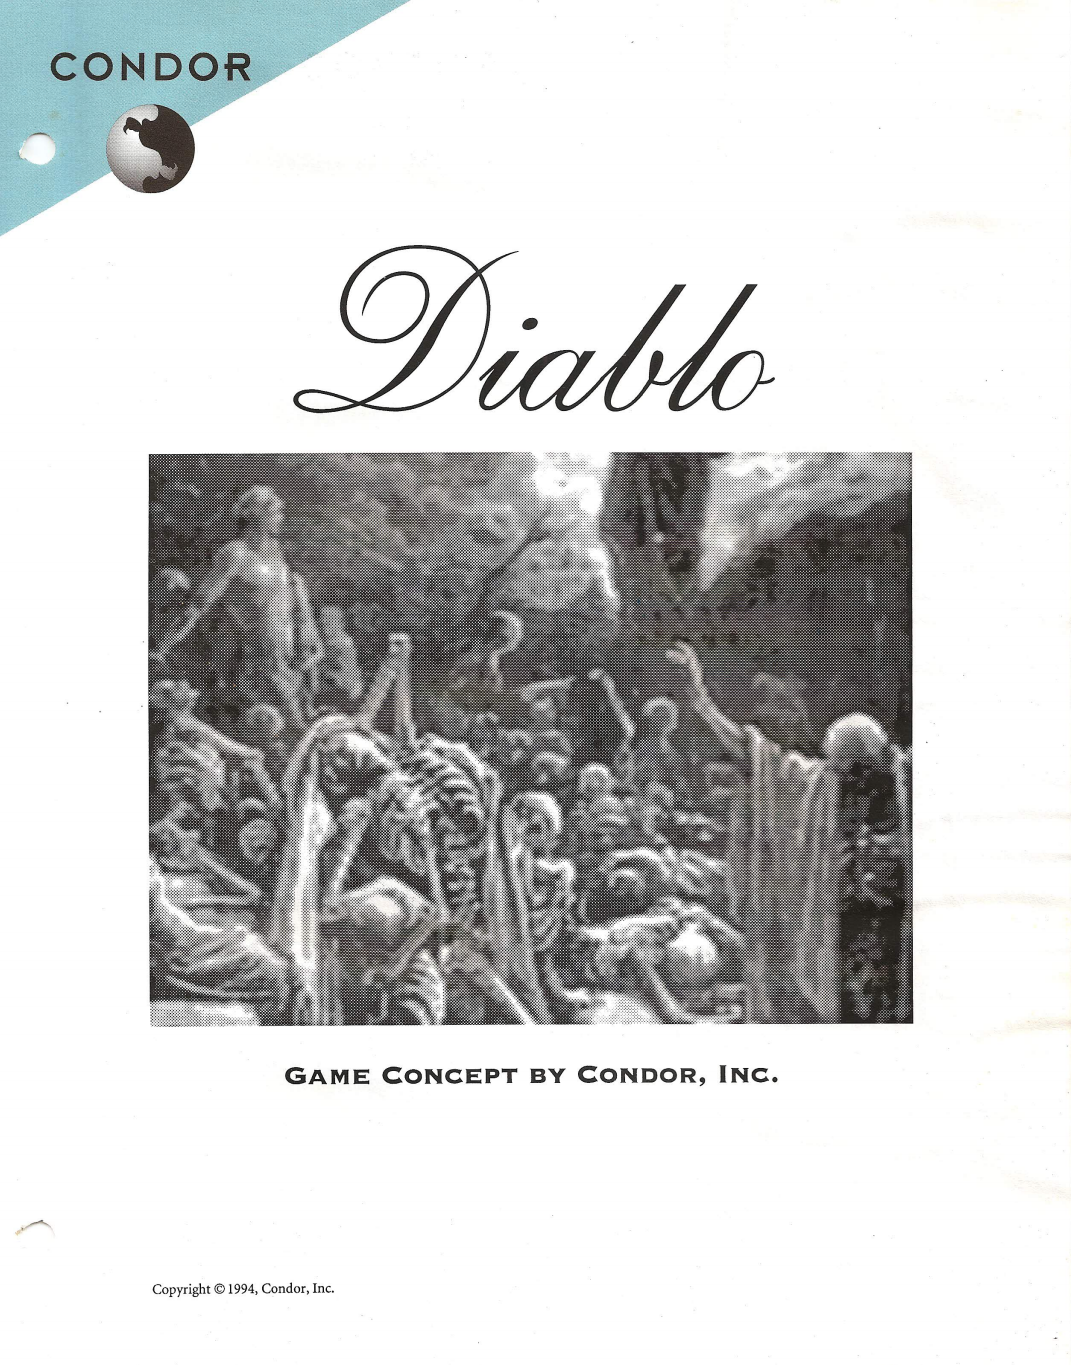 CONDOR
Diablo
GAME CONCEPT BY CONDOR, INC.
Copyright © 1994, Condor, Inc.